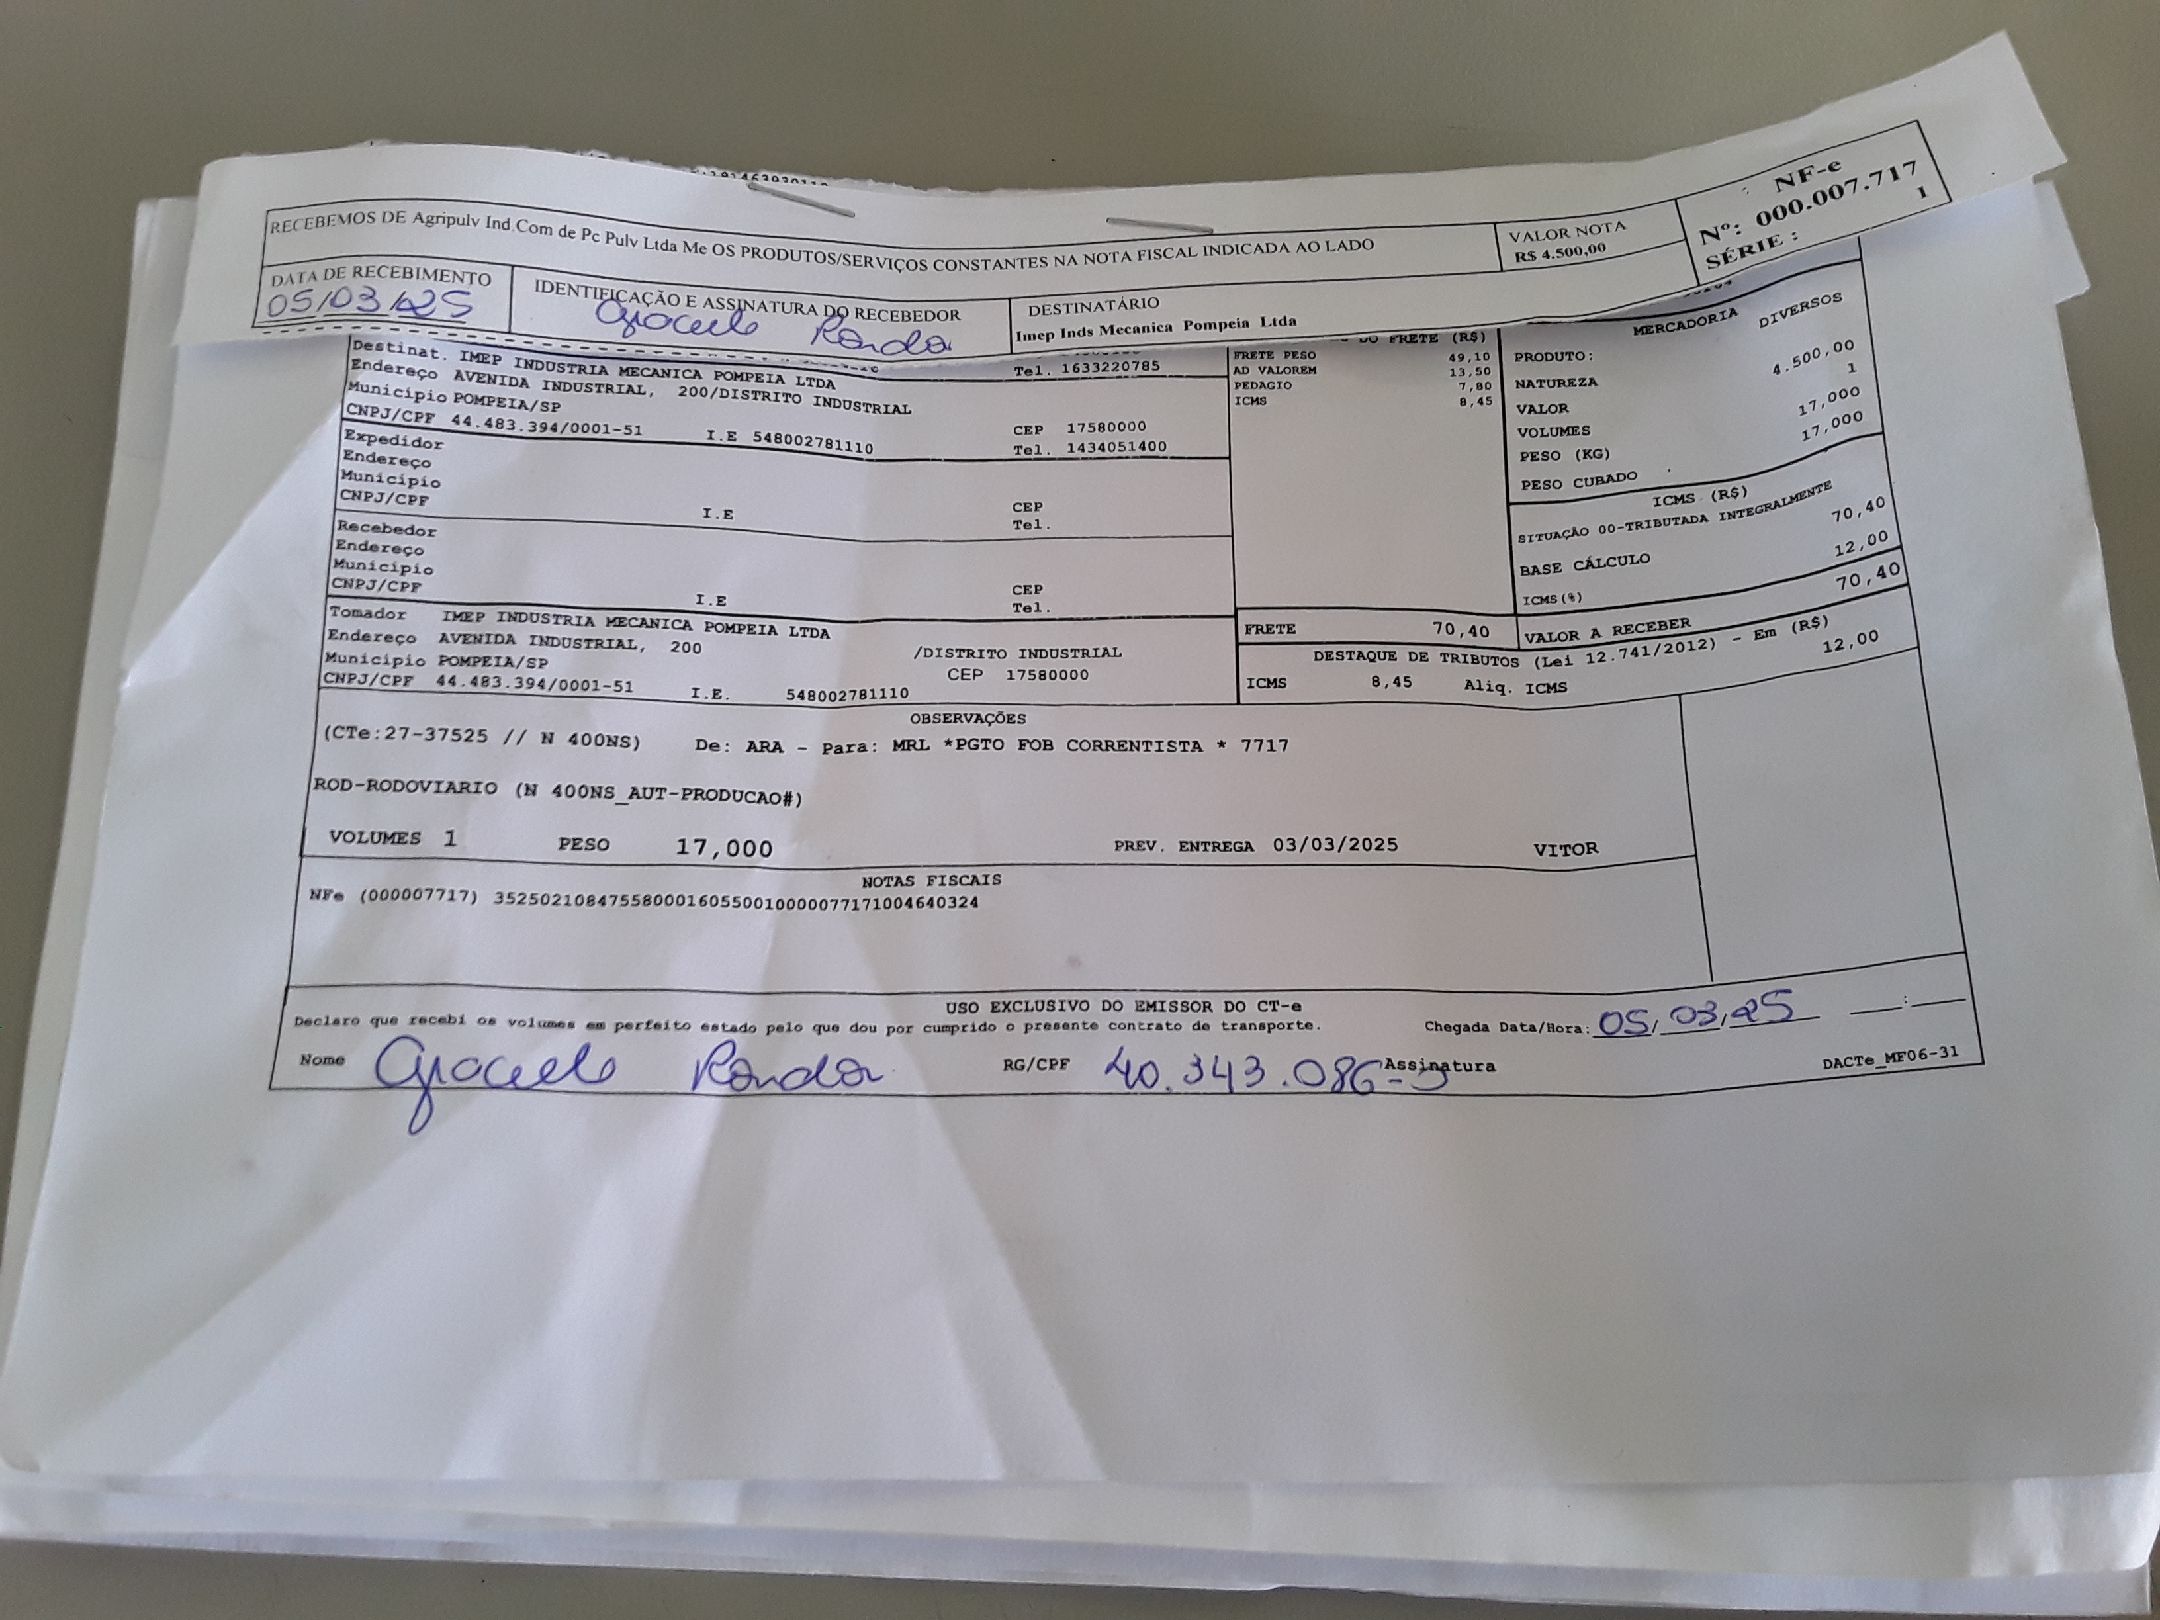 RECEBEMOS DE Agripulv Ind.Com de Pc Pulv Ltda Me OS PRODUTOS/SERVIÇOS CONSTANTES NA NOTA FISCAL INDICADA AO LADO
VALOR NOTA
R$ 4.500,00
NF-e
Nº: 000.007.717
SÉRIE : 1
DATA DE RECEBIMENTO
05/03/25
IDENTIFICAÇÃO E ASSINATURA DO RECEBEDOR
DESTINATÁRIO
Imep Inds Mecanica Pompeia Ltda
Tel. 1633220785
Destinat. IMEP INDUSTRIA MECANICA POMPEIA LTDA
Endereço AVENIDA INDUSTRIAL, 200/DISTRITO INDUSTRIAL
Municipio POMPEIA/SP CEP 17580000
CNPJ/CPF 44.483.394/0001-51 I.E 548002781110 Tel. 1434051400
Expedidor
Endereço
Municipio CEP
CNPJ/CPF I.E Tel.
Recebedor
Endereço
Municipio CEP
CNPJ/CPF I.E Tel.
Tomador IMEP INDUSTRIA MECANICA POMPEIA LTDA
Endereço AVENIDA INDUSTRIAL, 200 /DISTRITO INDUSTRIAL
Municipio POMPEIA/SP CEP 17580000
CNPJ/CPF 44.483.394/0001-51 I.E. 548002781110
DO FRETE (R$)
FRETE PESO 49,10
AD VALOREM 13,50
PEDAGIO 7,80
ICMS 8,45
FRETE 70,40
MERCADORIA
PRODUTO: DIVERSOS
NATUREZA
VALOR 4.500,00
VOLUMES 1
PESO (KG) 17,000
PESO CUBADO 17,000
ICMS (R$)
SITUAÇÃO 00-TRIBUTADA INTEGRALMENTE
BASE CÁLCULO 70,40
ICMS(%) 12,00
VALOR A RECEBER 70,40
DESTAQUE DE TRIBUTOS (Lei 12.741/2012) - Em (R$)
ICMS 8,45 Aliq. ICMS 12,00
OBSERVAÇÕES
(CTe:27-37525 // N 400NS) De: ARA - Para: MRL *PGTO FOB CORRENTISTA * 7717
ROD-RODOVIARIO (N 400NS_AUT-PRODUCAO#)
VOLUMES 1 PESO 17,000 PREV. ENTREGA 03/03/2025 VITOR
NOTAS FISCAIS
NFe (000007717) 35250210847558000160550010000077171004640324
USO EXCLUSIVO DO EMISSOR DO CT-e
Declaro que recebi os volumes em perfeito estado pelo que dou por cumprido o presente contrato de transporte. Chegada Data/Hora: 05/03/25 __:__
Nome RG/CPF 40.343.086- Assinatura DACTe_MF06-31